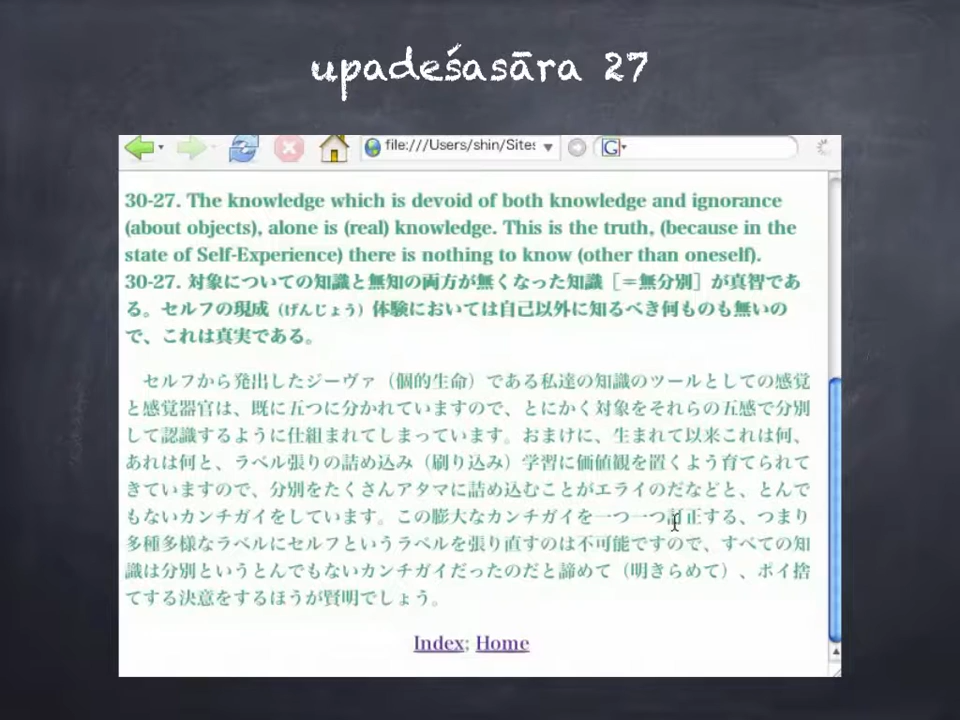 upadeśasāra 27
file:///Users/shin/Sites
G
30-27. The knowledge which is devoid of both knowledge and ignorance
(about objects), alone is (real) knowledge. This is the truth, (because in the
state of Self-Experience) there is nothing to know (other than oneself).
30-27. 対象についての知識と無知の両方が無くなった知識［＝無分別］が真智であ
る。セルフの現成（げんじょう）体験においては自己以外に知るべき何ものも無いの
で、これは真実である。
セルフから発出したジーヴァ（個的生命）である私達の知識のツールとしての感覚
と感覚器官は、既に五つに分かれていますので、とにかく対象をそれらの五感で分別
して認識するように仕組まれてしまっています。おまけに、生まれて以来これは何、
あれは何と、ラベル張りの詰め込み（刷り込み）学習に価値観を置くよう育てられて
きていますので、分別をたくさんアタマに詰め込むことがエライのだなどと、とんで
もないカンチガイをしています。この膨大なカンチガイを一つ一つ訂正する、つまり
多種多様なラベルにセルフというラベルを張り直すのは不可能ですので、すべての知
識は分別というとんでもないカンチガイだったのだと諦めて（明きらめて）、ポイ捨
てする決意をするほうが賢明でしょう。
Index; Home